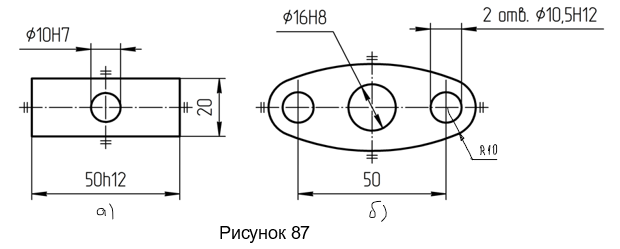 ϕ10H7
20
50h12
а)
ϕ16H8
2 отв. ϕ10,5H12
R10
50
б)
Рисунок 87